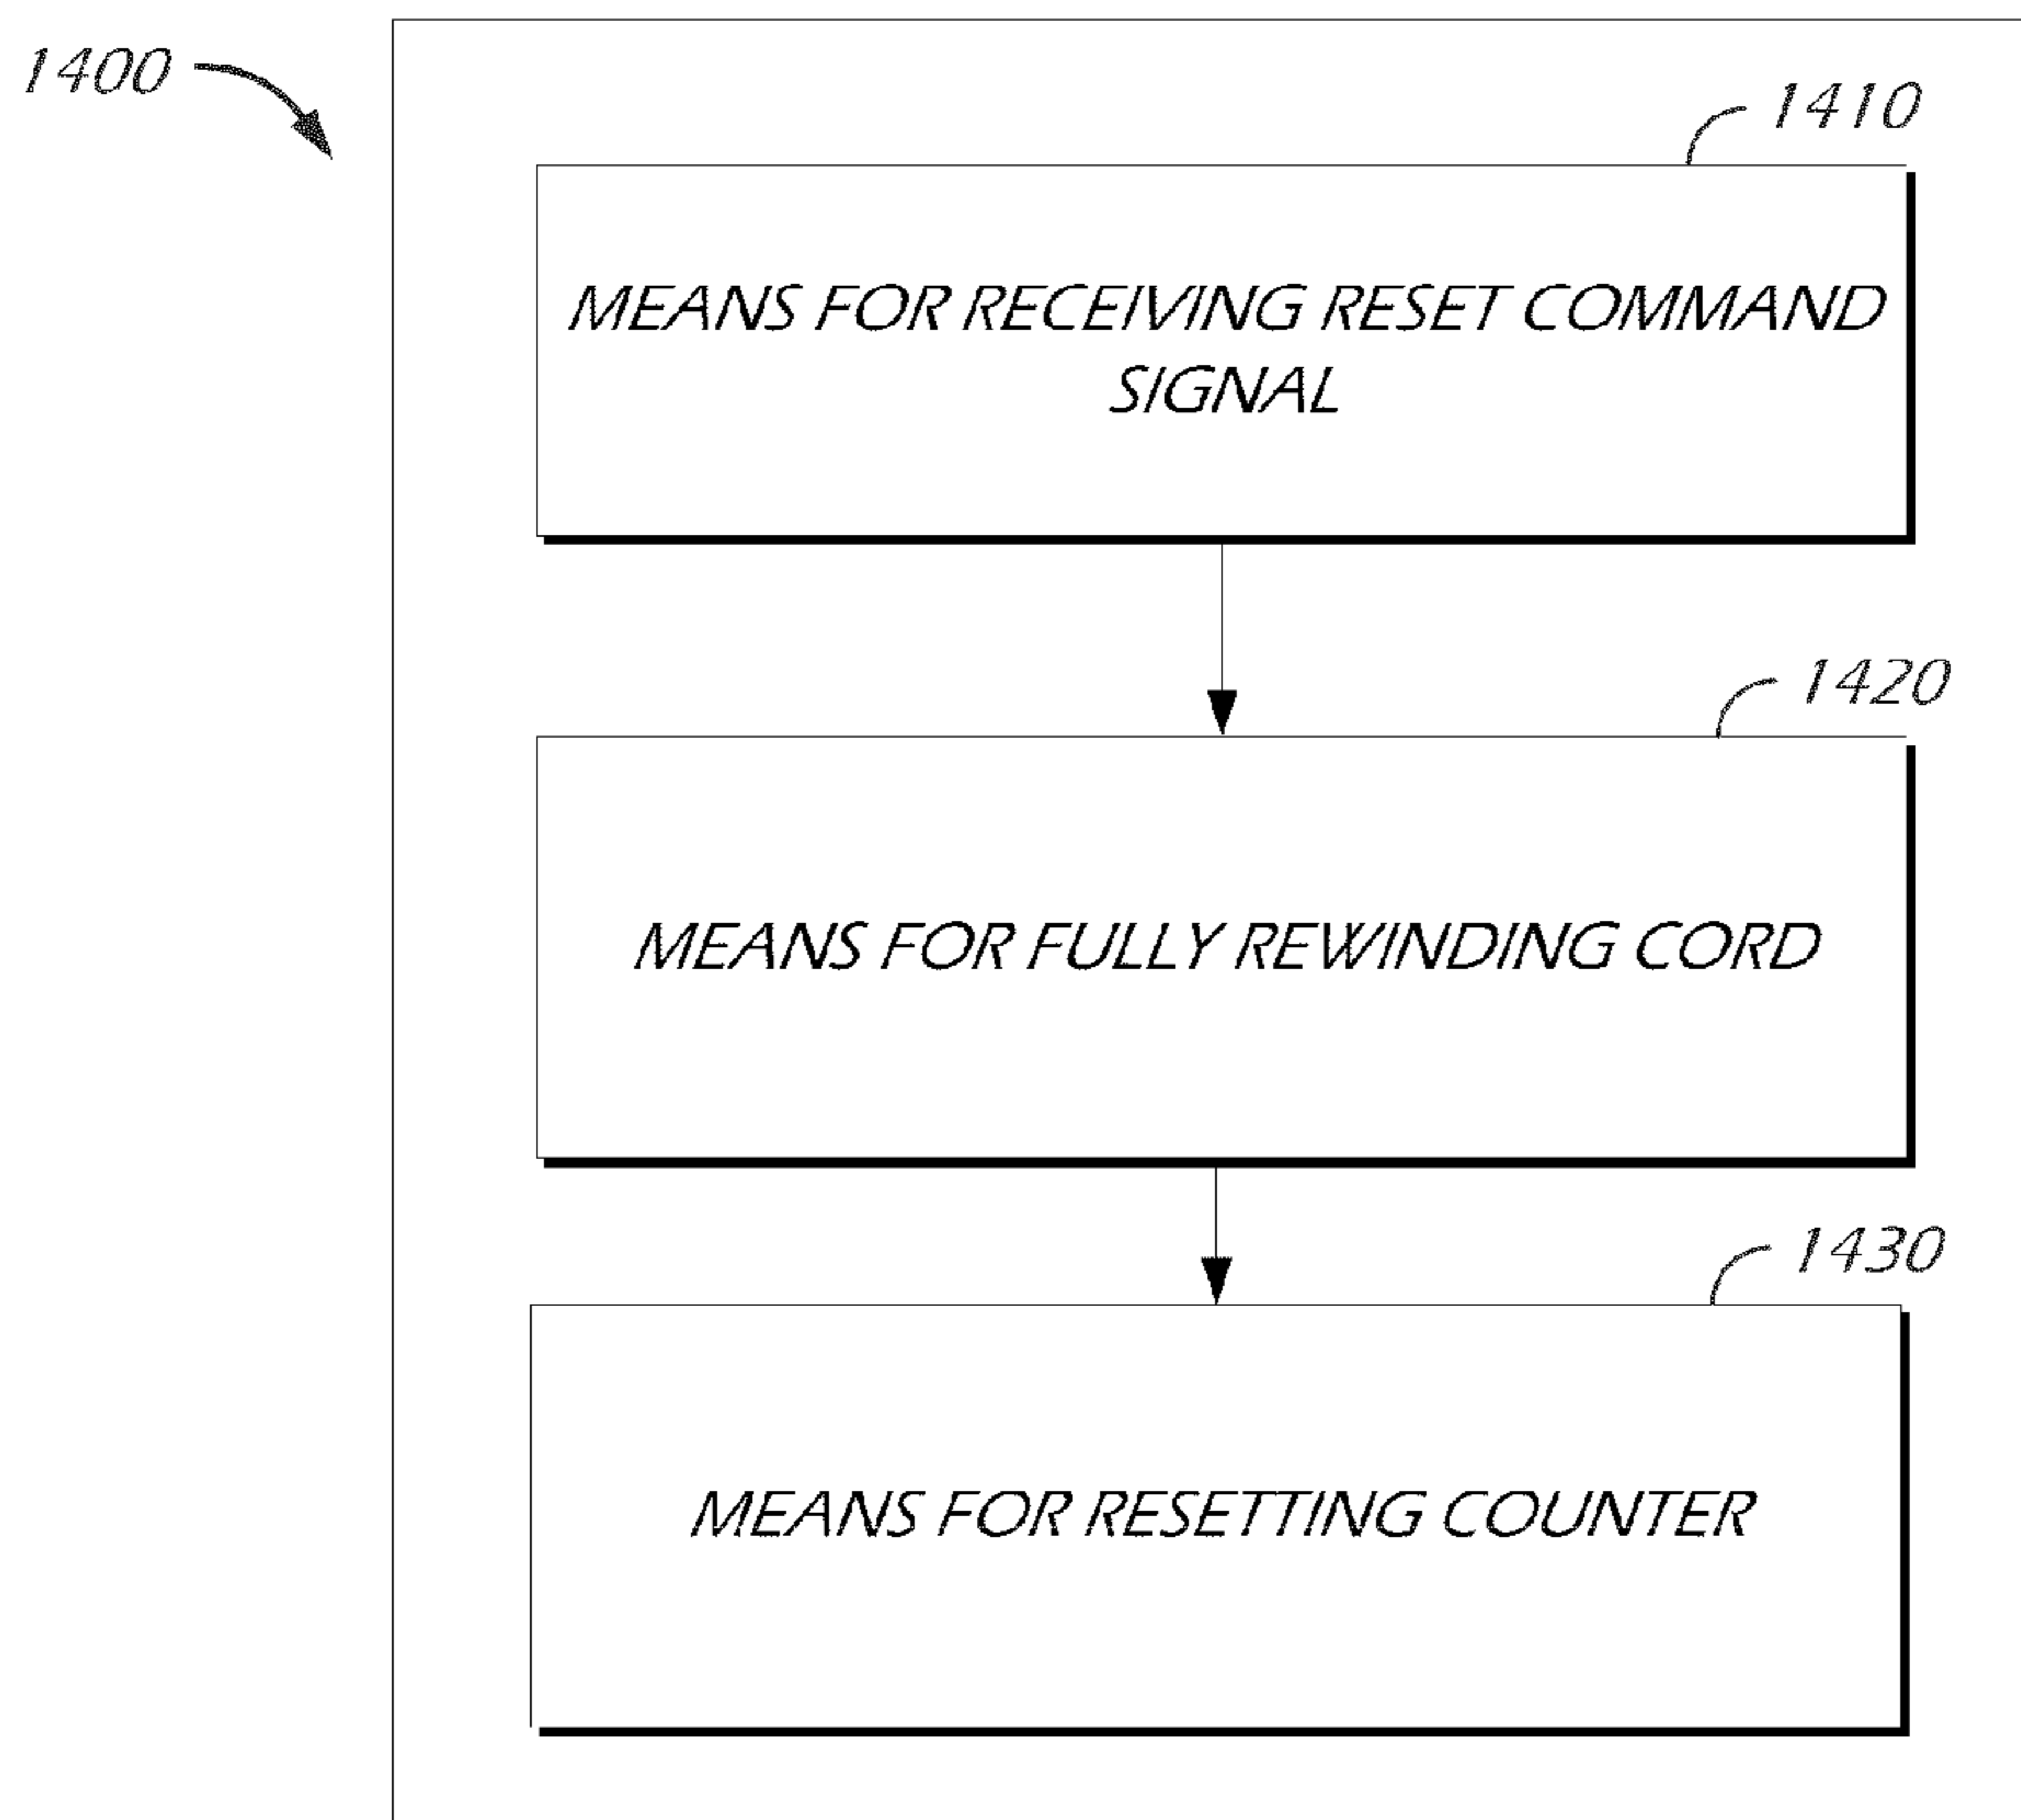 1400
1410
MEANS FOR RECEIVING RESET COMMAND
SIGNAL
1420
MEANS FOR FULLY REWINDING CORD
1430
MEANS FOR RESETTING COUNTER